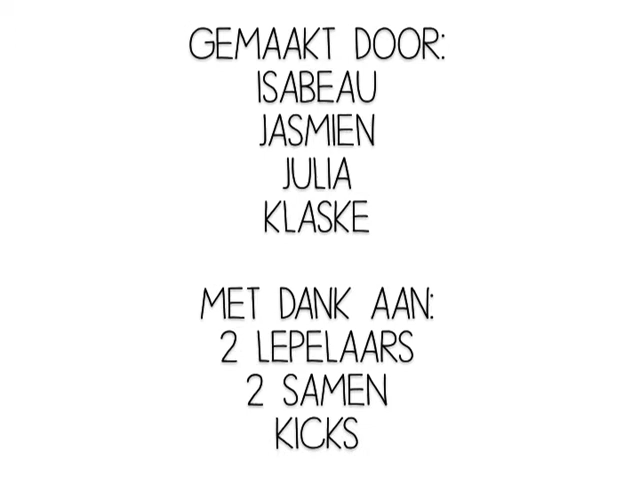 GEMAAKT DOOR:
ISABEAU
JASMIEN
JULIA
KLASKE
MET DANK AAN:
2 LEPELAARS
2 SAMEN
KICKS